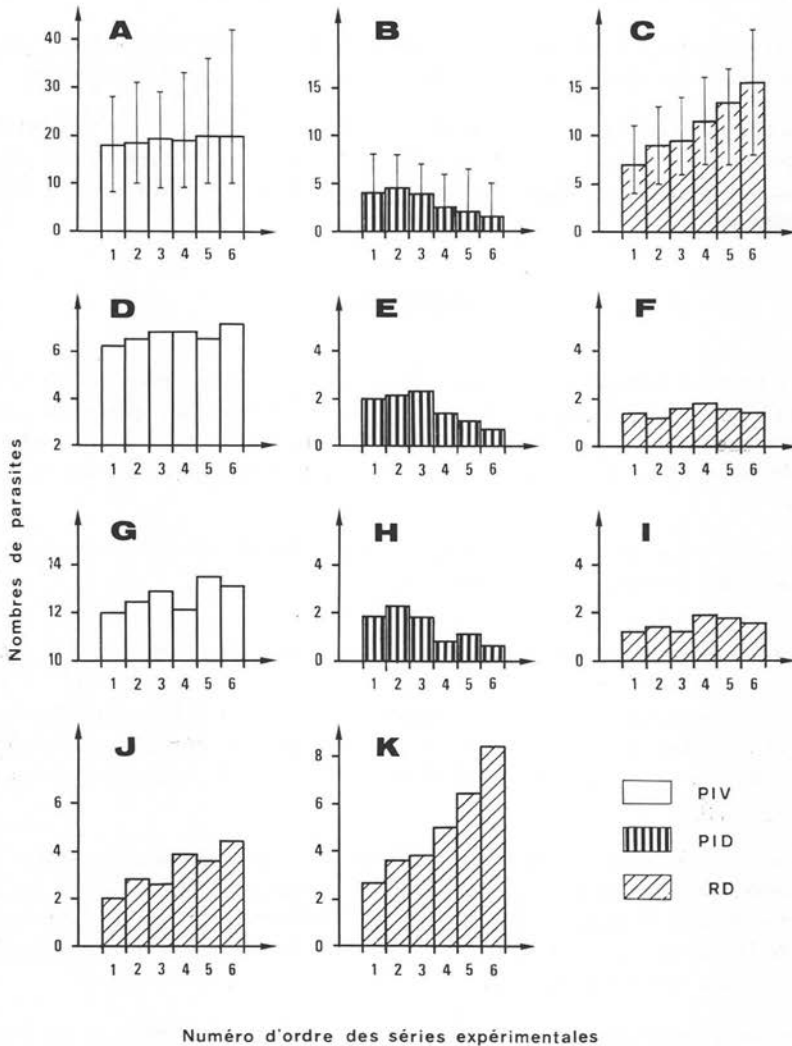 A B C
40 30 20 10 0
1 2 3 4 5 6
15 10 5 0
1 2 3 4 5 6
15 10 5 0
1 2 3 4 5 6
D E F
6 4 2
1 2 3 4 5 6
4 2 0
1 2 3 4 5 6
4 2 0
1 2 3 4 5 6
Nombres de parasites
G H I
14 12 10
1 2 3 4 5 6
4 2 0
1 2 3 4 5 6
4 2 0
1 2 3 4 5 6
J K
6 4 2 0
1 2 3 4 5 6
8 6 4 2 0
1 2 3 4 5 6
PIV
PID
RD
Numéro d'ordre des séries expérimentales